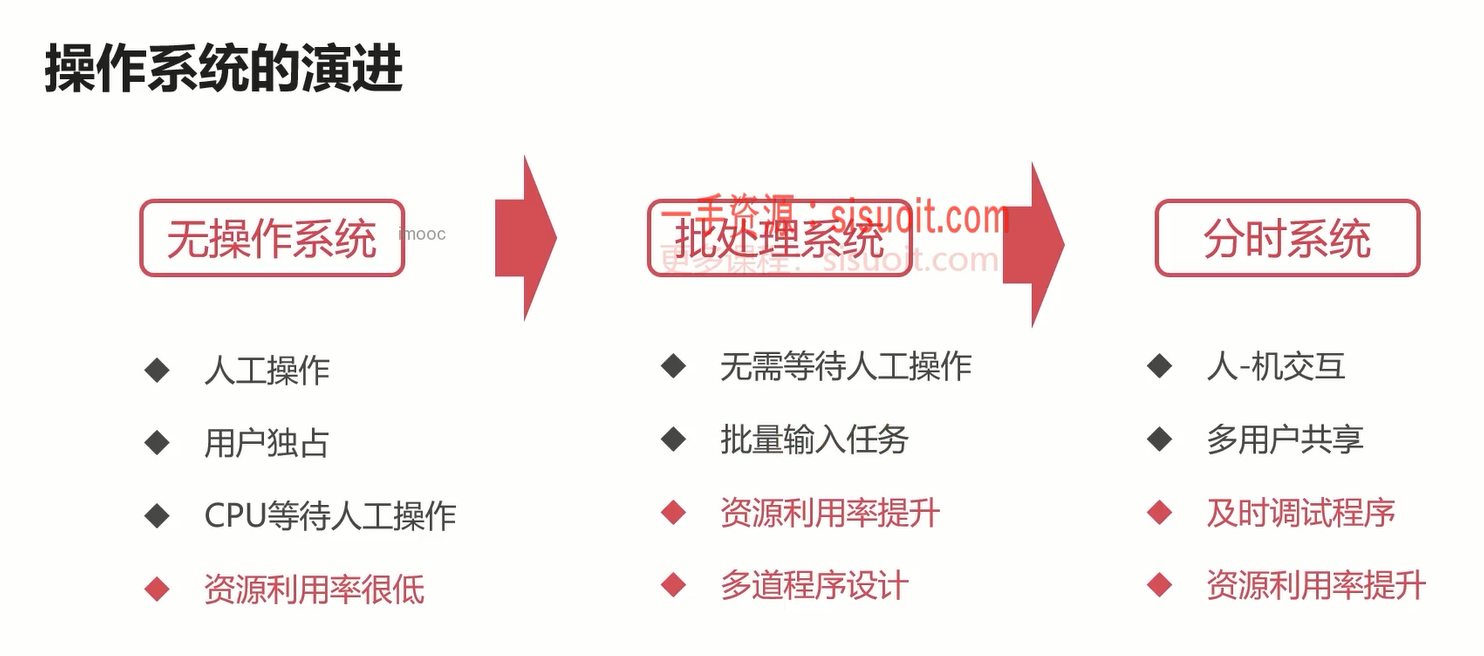 操作系统的演进
无操作系统
imooc
一手资源：sisuoit.com
批处理系统
更多课程：sisuoit.com
分时系统
人工操作
用户独占
CPU等待人工操作
资源利用率很低
无需等待人工操作
批量输入任务
资源利用率提升
多道程序设计
人-机交互
多用户共享
及时调试程序
资源利用率提升